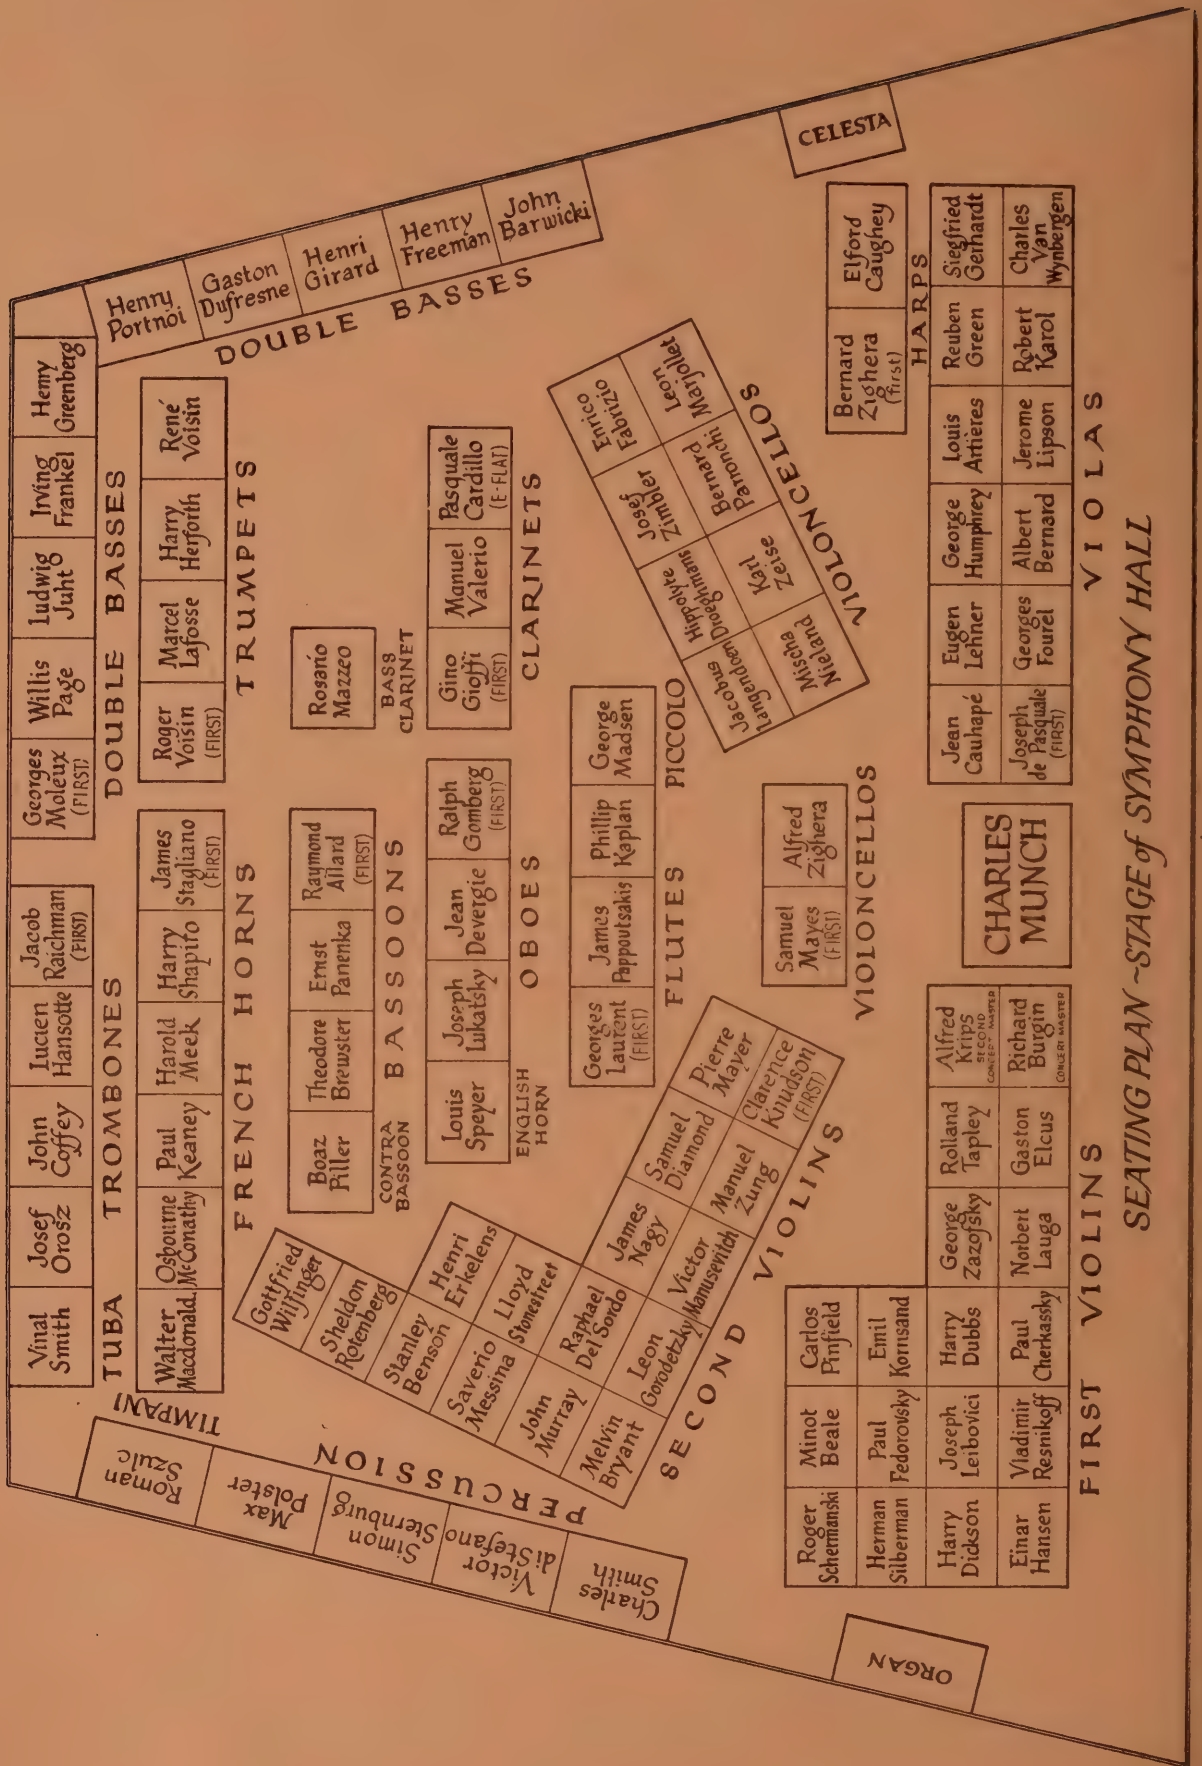 Vinal
Smith
Josef
Orosz
John
Coffey
Lucien
Hansotte
Jacob
Raichman
(FIRST)
TUBA TROMBONES
Georges
Moleux
(FIRST)
Willis
Page
Ludwig
Juht
Irving
Frankel
Henry
Greenberg
DOUBLE BASSES
Henry
Portnoi
Gaston
Dufresne
Henri
Girard
Henry
Freeman
John
Barwicki
DOUBLE BASSES
Walter
Macdonald
Osbourne
McConathy
Paul
Keaney
Harold
Meek
Harry
Shapiro
James
Stagliano
(FIRST)
FRENCH HORNS
Roger
Voisin
(FIRST)
Marcel
Lafosse
Harry
Herforth
René
Voisin
TRUMPETS
TIMPANI
Roman
Szulc
Max
Polster
Simon
Sternburg
Victor
diStefano
Charles
Smith
PERCUSSION
Boaz
Piller
CONTRA
BASSOON
Theodore
Brewster
Ernst
Panenka
Raymond
Allard
(FIRST)
BASSOONS
Rosario
Mazzeo
BASS
CLARINET
Louis
Speyer
ENGLISH
HORN
Joseph
Lukatsky
Jean
Devergie
Ralph
Gomberg
(FIRST)
OBOES
Gino
Cioffi
(FIRST)
Manuel
Valerio
Pasquale
Cardillo
(E-FLAT)
CLARINETS
Georges
Laurent
(FIRST)
James
Pappoutsakis
Phillip
Kaplan
George
Madsen
FLUTES PICCOLO
Gottfried
Wilfinger
Sheldon
Rotenberg
Stanley
Benson
Henri
Erkelens
Saverio
Messina
Lloyd
Stonestreet
John
Murray
Raphael
Del Sordo
James
Nagy
Samuel
Diamond
Pierre
Mayer
Melvin
Bryant
Leon
Gorodetzky
Victor
Manusevitch
Manuel
Zung
Clarence
Knudson
(FIRST)
SECOND VIOLINS
Samuel
Mayes
(FIRST)
Alfred
Zighera
VIOLONCELLOS
Jacobus
Langendoen
Hippolyte
Droeghmans
Josef
Zimbler
Enrico
Fabrizio
Mischa
Nieland
Karl
Zeise
Bernard
Parronchi
Leon
Marjollet
VIOLONCELLOS
CELESTA
Bernard
Zighera
(first)
Elford
Caughey
HARPS
Jean
Cauhapé
Eugen
Lehner
George
Humphrey
Louis
Artieres
Reuben
Green
Siegfried
Gerhardt
Joseph
de Pasquale
(FIRST)
Georges
Fourel
Albert
Bernard
Jerome
Lipson
Robert
Karol
Charles
Van
Wynbergen
VIOLAS
CHARLES
MUNCH
Roger
Schermanski
Minot
Beale
Carlos
Pinfield
Herman
Silberman
Paul
Fedorovsky
Emil
Kornsand
Harry
Dickson
Joseph
Leibovici
Harry
Dubbs
George
Zazofsky
Rolland
Tapley
Alfred
Krips
SECOND
CONCERT MASTER
Einar
Hansen
Vladimir
Resnikoff
Paul
Cherkassky
Norbert
Lauga
Gaston
Elcus
Richard
Burgin
CONCERT MASTER
FIRST VIOLINS
ORGAN
SEATING PLAN ~ STAGE of SYMPHONY HALL